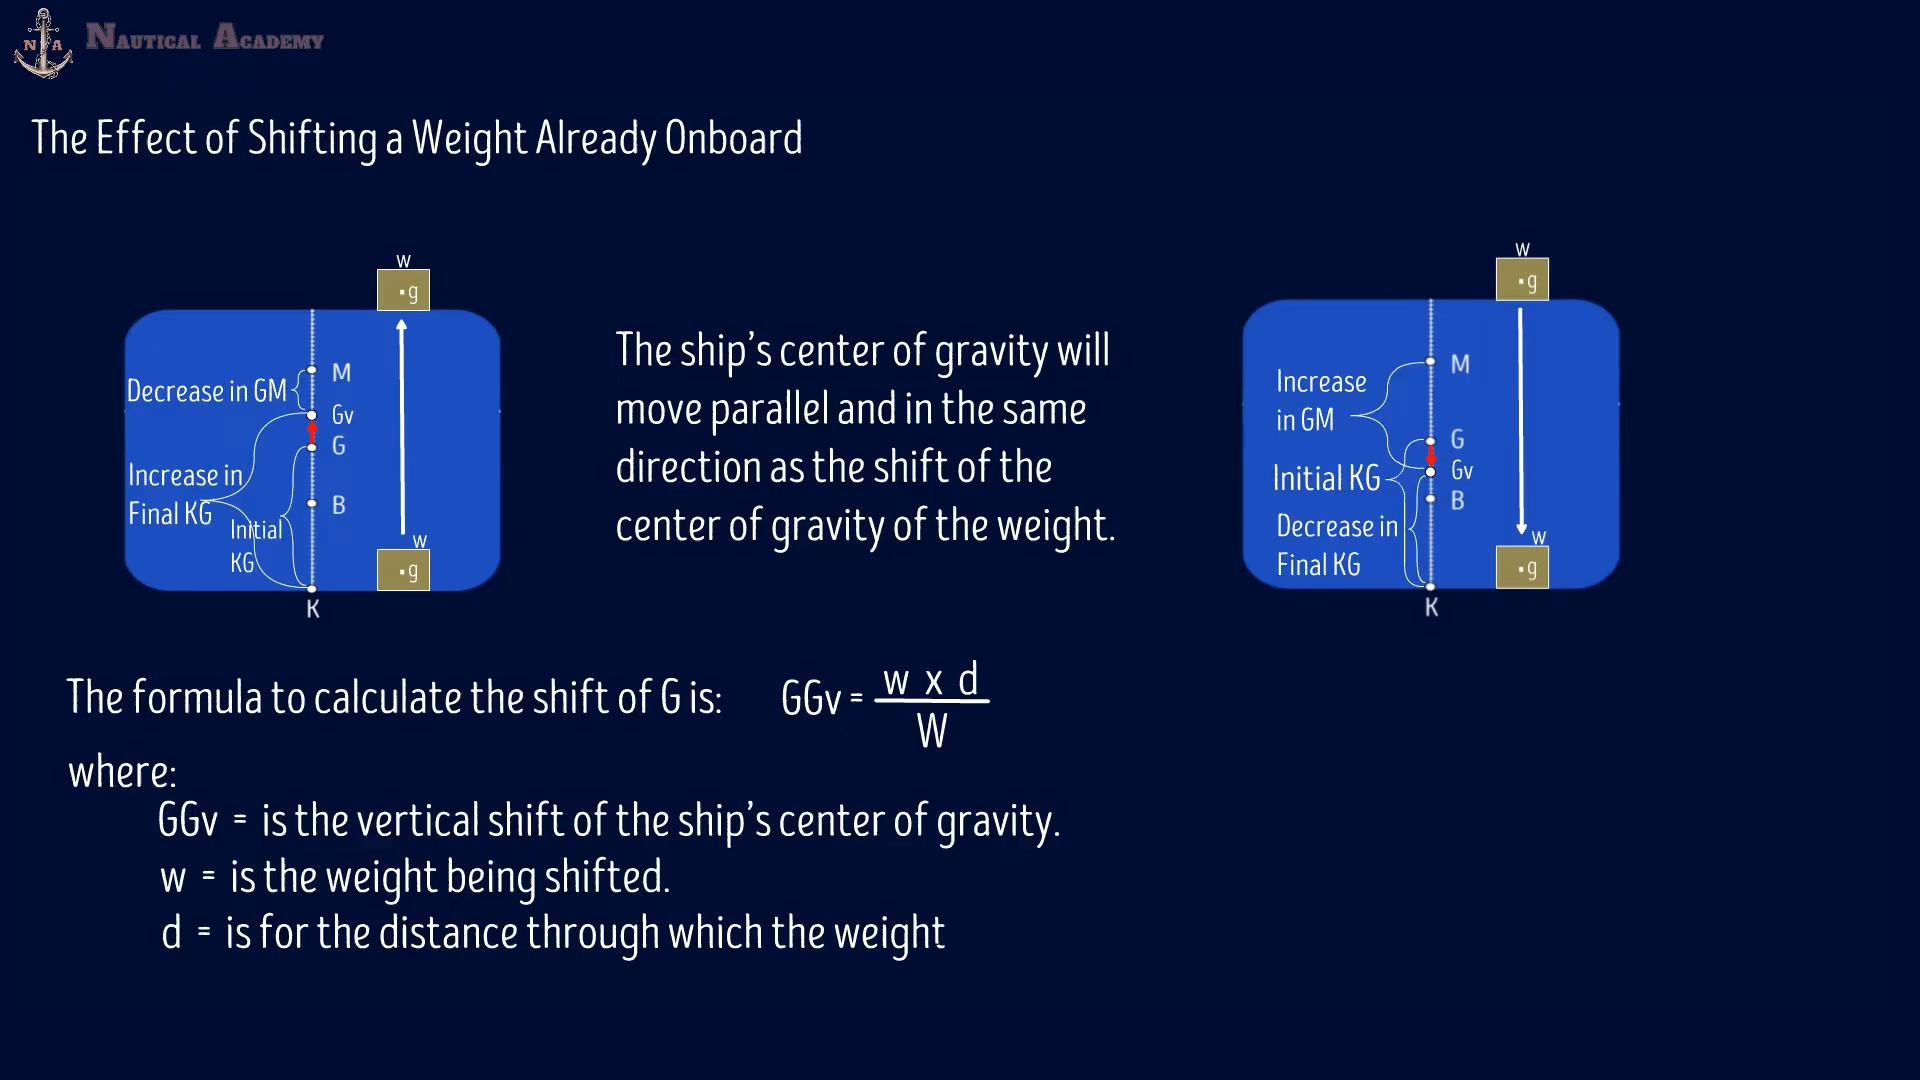 N A Nautical Academy
The Effect of Shifting a Weight Already Onboard
w
g
M
Decrease in GM
Gv
G
Increase in
Final KG
B
Initial
KG
w
g
K
The ship's center of gravity will
move parallel and in the same
direction as the shift of the
center of gravity of the weight.
w
g
M
Increase
in GM
G
Initial KG
Gv
B
Decrease in
Final KG
w
g
K
The formula to calculate the shift of G is: GGv = w x d / W
where:
GGv = is the vertical shift of the ship's center of gravity.
w = is the weight being shifted.
d = is for the distance through which the weight